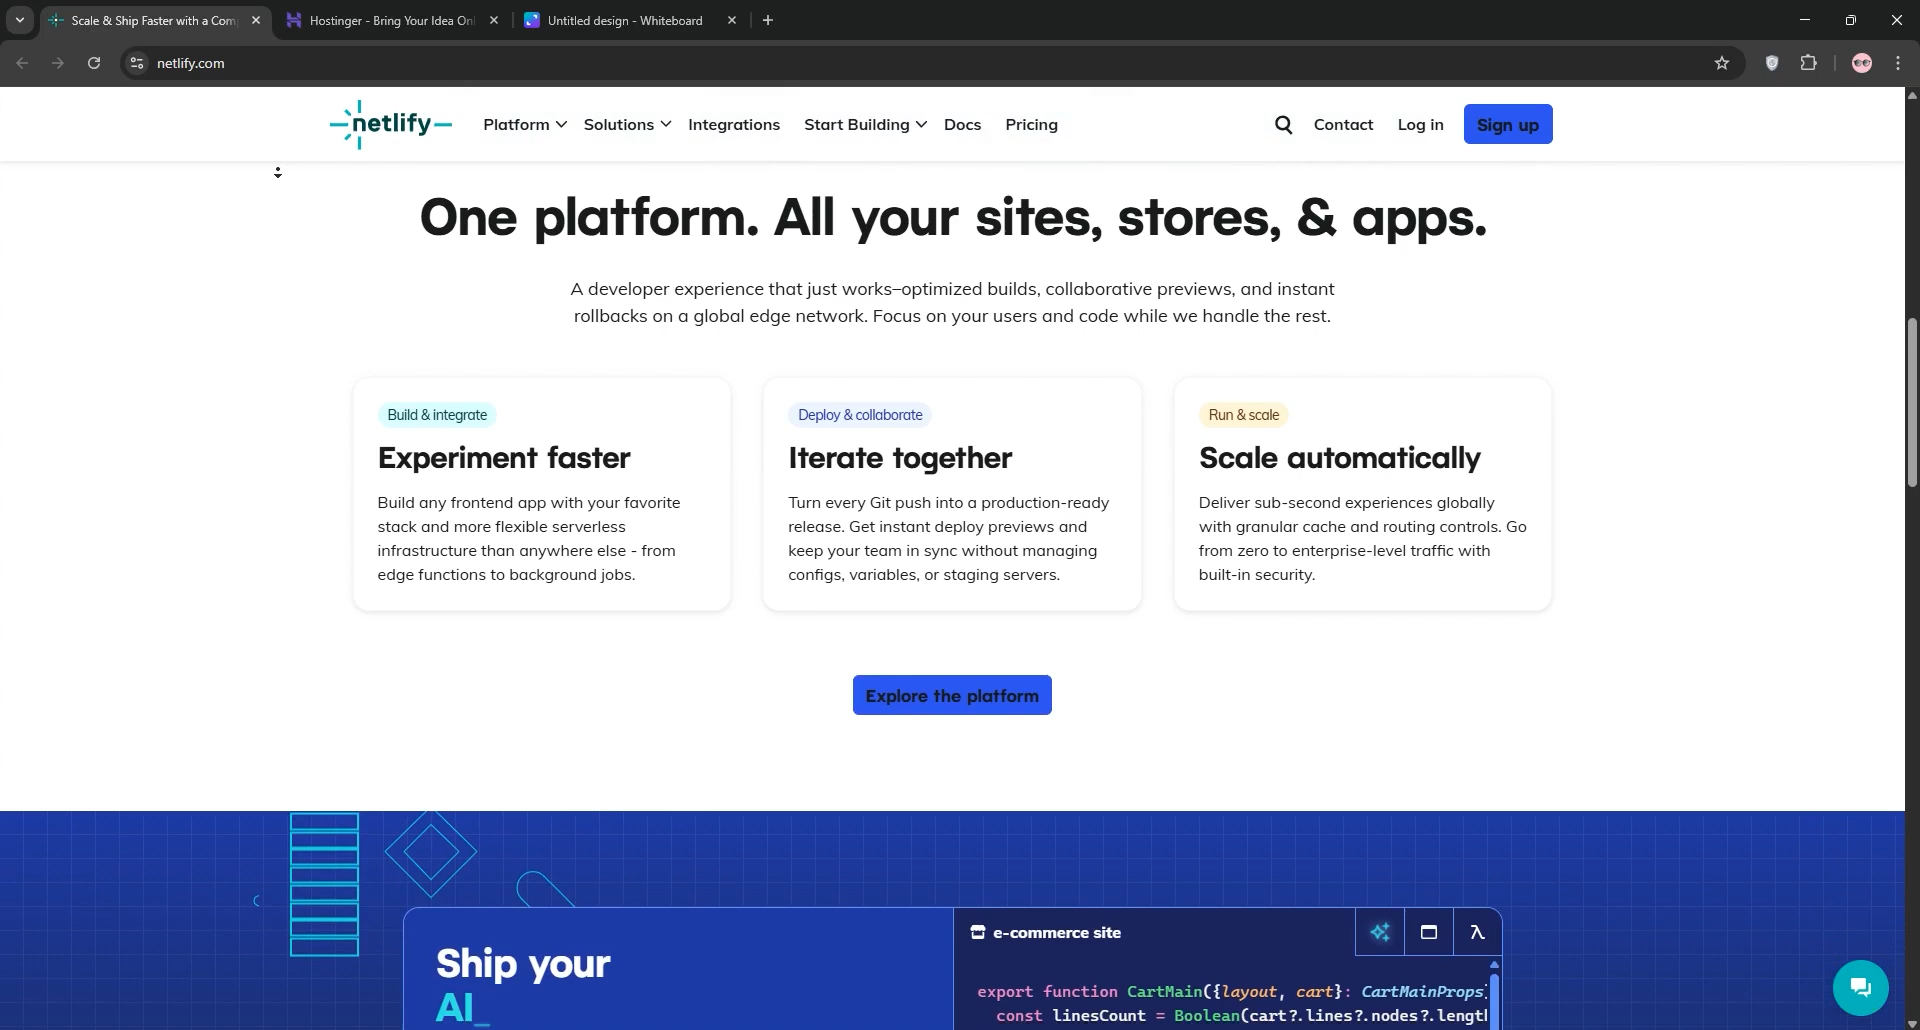 Scale & Ship Faster with a Com
Hostinger - Bring Your Idea Onl
Untitled design - Whiteboard
netlify.com
netlify
Platform
Solutions
Integrations
Start Building
Docs
Pricing
Contact
Log in
Sign up
One platform. All your sites, stores, & apps.
A developer experience that just works–optimized builds, collaborative previews, and instant
rollbacks on a global edge network. Focus on your users and code while we handle the rest.
Build & integrate
Experiment faster
Build any frontend app with your favorite
stack and more flexible serverless
infrastructure than anywhere else - from
edge functions to background jobs.
Deploy & collaborate
Iterate together
Turn every Git push into a production-ready
release. Get instant deploy previews and
keep your team in sync without managing
configs, variables, or staging servers.
Run & scale
Scale automatically
Deliver sub-second experiences globally
with granular cache and routing controls. Go
from zero to enterprise-level traffic with
built-in security.
Explore the platform
Ship your
AI_
e-commerce site
export function CartMain({layout, cart}: CartMainProps)
const linesCount = Boolean(cart?.lines?.nodes?.lengt